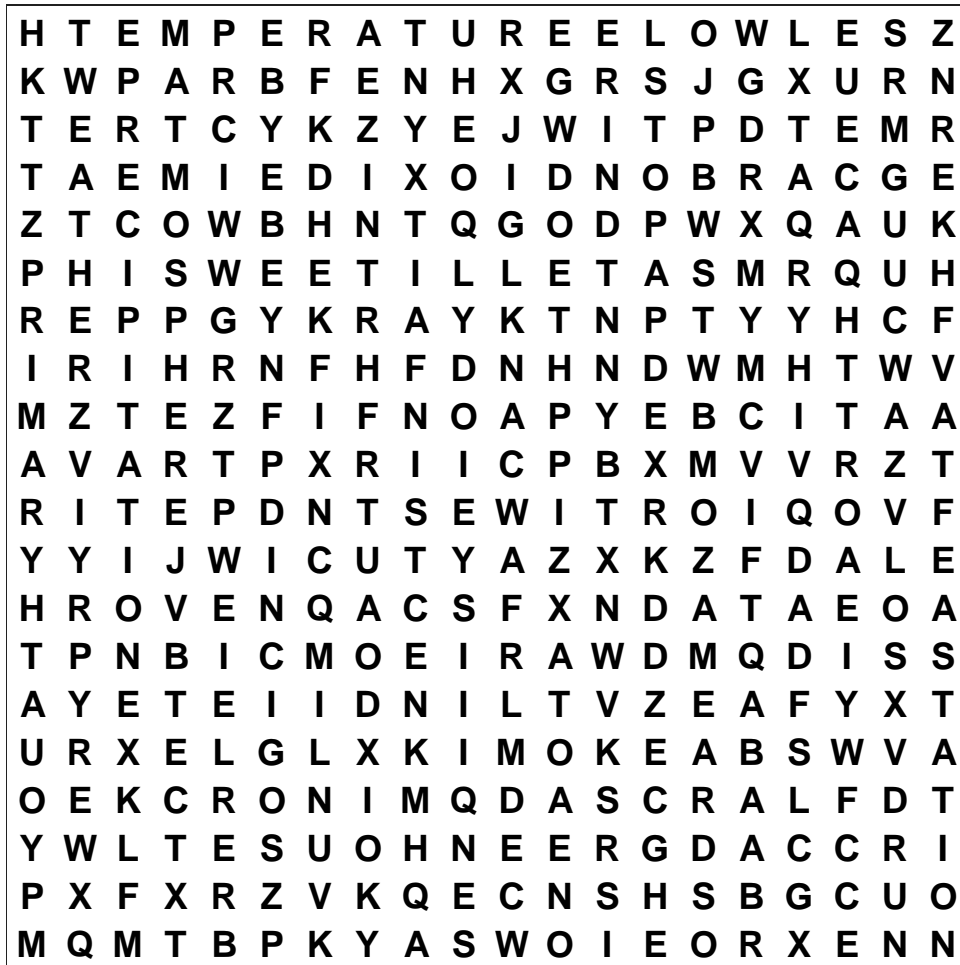 H T E M P E R A T U R E E L O W L E S Z
K W P A R B F E N H X G R S J G X U R N
T E R T C Y K Z Y E J W I T P D T E M R
T A E M I E D I X O I D N O B R A C G E
Z T C O W B H N T Q G O D P W X Q A U K
P H I S W E E T I L L E T A S M R Q U H
R E P P G Y K R A Y K T N P T Y Y H C F
I R I H R N F H F D N H N D W M H T W V
M Z T E Z F I F N O A P Y E B C I T A A
A V A R T P X R I I C P B X M V V R Z T
R I T E P D N T S E W I T R O I Q O V F
Y Y I J W I C U T Y A Z X K Z F D A L E
H R O V E N Q A C S F X N D A T A E O A
T P N B I C M O E I R A W D M Q D I S S
A Y E T E I I D N I L T V Z E A F Y X T
U R X E L G L X K I M O K E A B S W V A
O E K C R O N I M Q D A S C R A L F D T
Y W L T E S U O H N E E R G D A C C R I
P X F X R Z V K Q E C N S H S B G C U O
M Q M T B P K Y A S W O I E O R X E N N